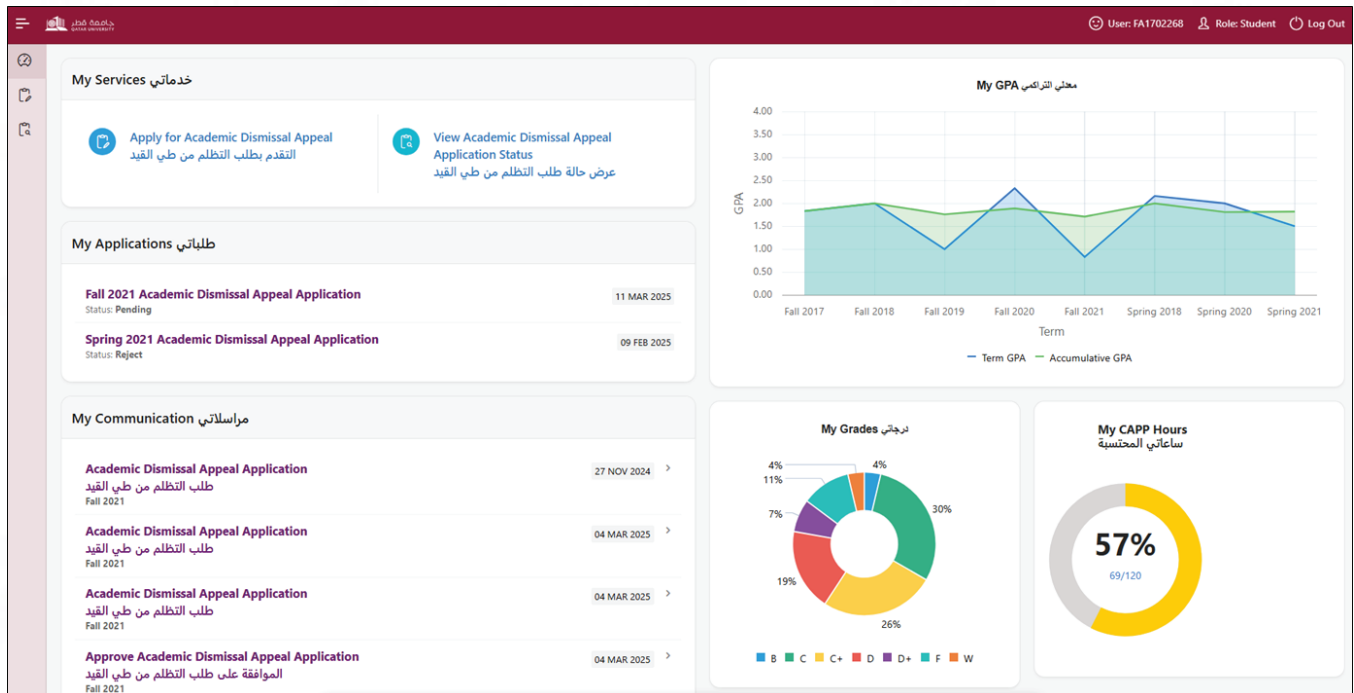 جامعة قطر
QATAR UNIVERSITY
User: FA1702268
Role: Student
Log Out
My Services خدماتي
Apply for Academic Dismissal Appeal
التقدم بطلب التظلم من طي القيد
View Academic Dismissal Appeal
Application Status
عرض حالة طلب التظلم من طي القيد
My Applications طلباتي
Fall 2021 Academic Dismissal Appeal Application
11 MAR 2025
Status: Pending
Spring 2021 Academic Dismissal Appeal Application
09 FEB 2025
Status: Reject
My Communication مراسلاتي
Academic Dismissal Appeal Application
27 NOV 2024
طلب التظلم من طي القيد
Fall 2021
Academic Dismissal Appeal Application
04 MAR 2025
طلب التظلم من طي القيد
Fall 2021
Academic Dismissal Appeal Application
04 MAR 2025
طلب التظلم من طي القيد
Fall 2021
Approve Academic Dismissal Appeal Application
04 MAR 2025
الموافقة على طلب التظلم من طي القيد
Fall 2021
My GPA معدلي التراكمي
4.00
3.50
3.00
2.50
2.00
1.50
1.00
0.50
0.00
GPA
Fall 2017 Fall 2018 Fall 2019 Fall 2020 Fall 2021 Spring 2018 Spring 2020 Spring 2021
Term
Term GPA Accumulative GPA
My Grades درجاتي
4%
4%
11%
30%
7%
19%
26%
B C C+ D D+ F W
My CAPP Hours
ساعاتي المحتسبة
57%
69/120